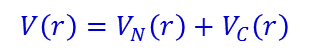 V(r) = V_N(r) + V_C(r)